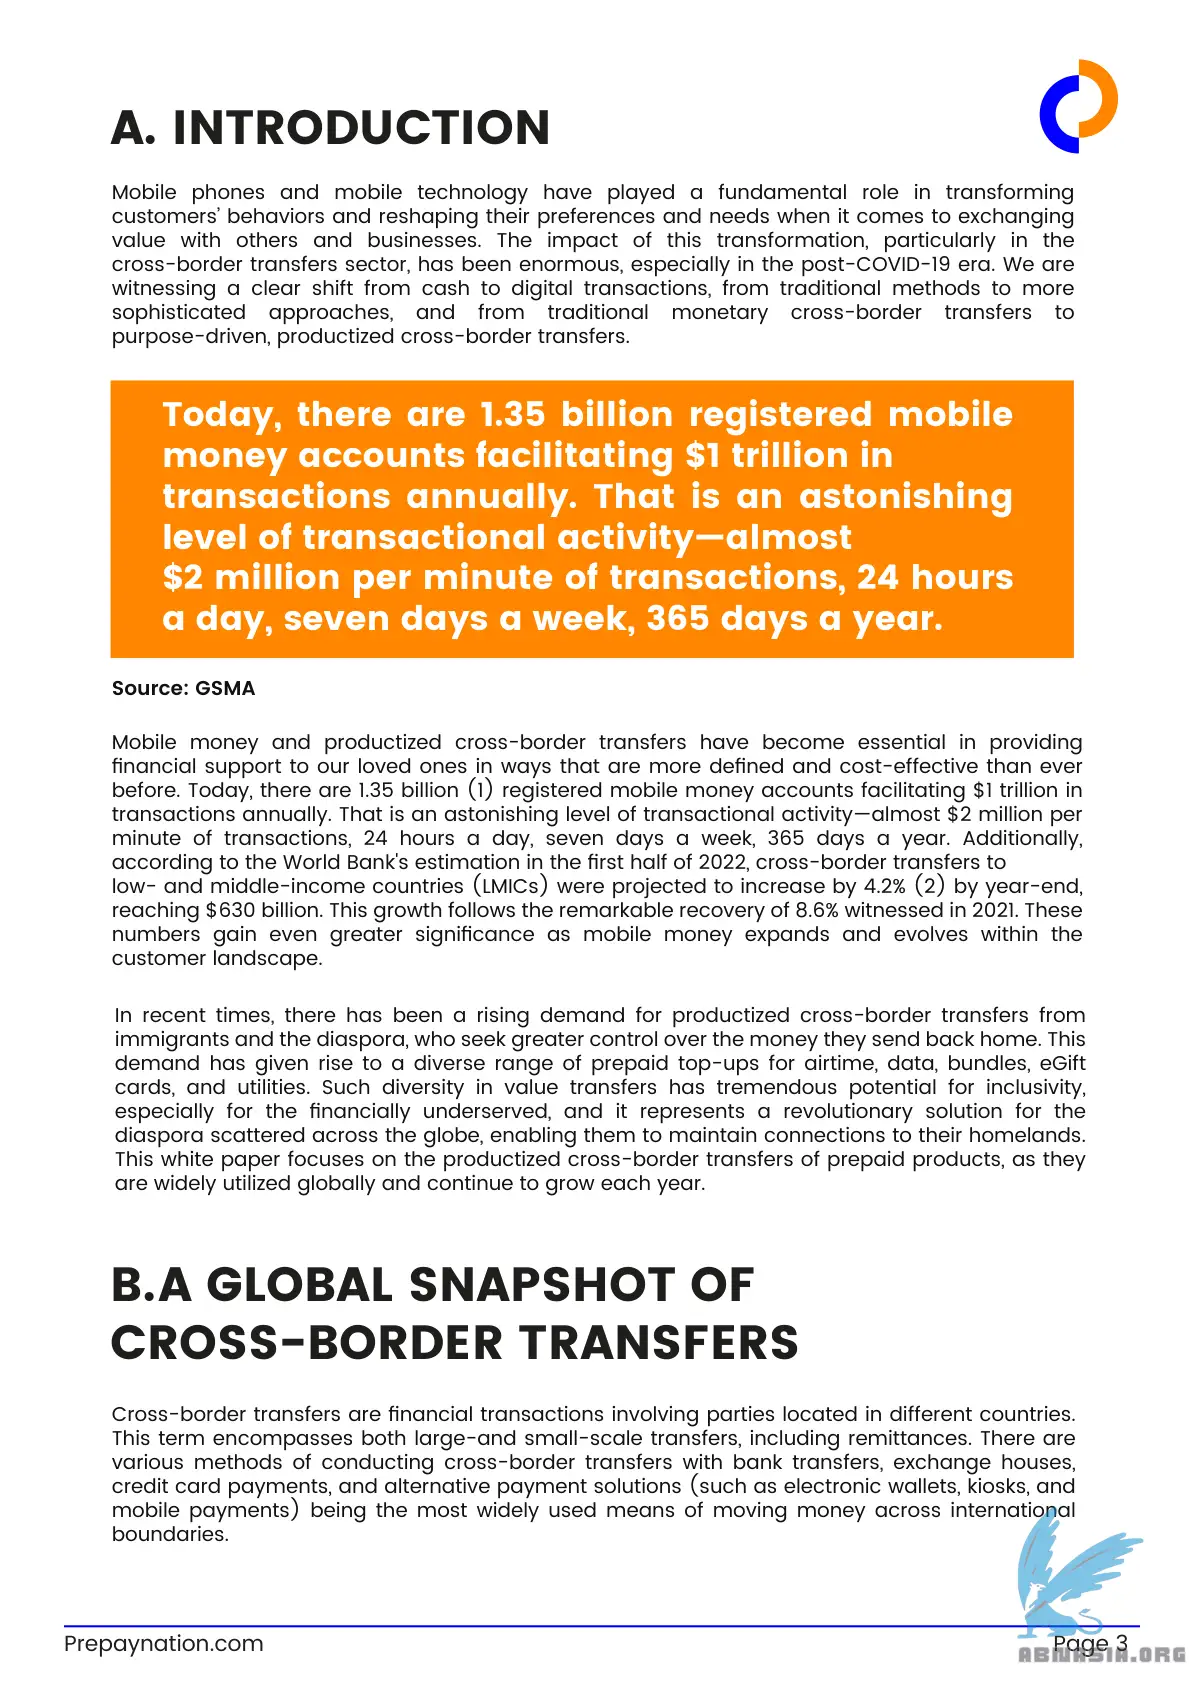 A. INTRODUCTION
Mobile phones and mobile technology have played a fundamental role in transforming
customers’ behaviors and reshaping their preferences and needs when it comes to exchanging
value with others and businesses. The impact of this transformation, particularly in the
cross-border transfers sector, has been enormous, especially in the post-COVID-19 era. We are
witnessing a clear shift from cash to digital transactions, from traditional methods to more
sophisticated approaches, and from traditional monetary cross-border transfers to
purpose-driven, productized cross-border transfers.
Today, there are 1.35 billion registered mobile
money accounts facilitating $1 trillion in
transactions annually. That is an astonishing
level of transactional activity—almost
$2 million per minute of transactions, 24 hours
a day, seven days a week, 365 days a year.
Source: GSMA
Mobile money and productized cross-border transfers have become essential in providing
financial support to our loved ones in ways that are more defined and cost-effective than ever
before. Today, there are 1.35 billion (1) registered mobile money accounts facilitating $1 trillion in
transactions annually. That is an astonishing level of transactional activity—almost $2 million per
minute of transactions, 24 hours a day, seven days a week, 365 days a year. Additionally,
according to the World Bank's estimation in the first half of 2022, cross-border transfers to
low- and middle-income countries (LMICs) were projected to increase by 4.2% (2) by year-end,
reaching $630 billion. This growth follows the remarkable recovery of 8.6% witnessed in 2021. These
numbers gain even greater significance as mobile money expands and evolves within the
customer landscape.
In recent times, there has been a rising demand for productized cross-border transfers from
immigrants and the diaspora, who seek greater control over the money they send back home. This
demand has given rise to a diverse range of prepaid top-ups for airtime, data, bundles, eGift
cards, and utilities. Such diversity in value transfers has tremendous potential for inclusivity,
especially for the financially underserved, and it represents a revolutionary solution for the
diaspora scattered across the globe, enabling them to maintain connections to their homelands.
This white paper focuses on the productized cross-border transfers of prepaid products, as they
are widely utilized globally and continue to grow each year.
B.A GLOBAL SNAPSHOT OF
CROSS-BORDER TRANSFERS
Cross-border transfers are financial transactions involving parties located in different countries.
This term encompasses both large-and small-scale transfers, including remittances. There are
various methods of conducting cross-border transfers with bank transfers, exchange houses,
credit card payments, and alternative payment solutions (such as electronic wallets, kiosks, and
mobile payments) being the most widely used means of moving money across international
boundaries.
Prepaynation.com
Page 3
ABNASIA.ORG